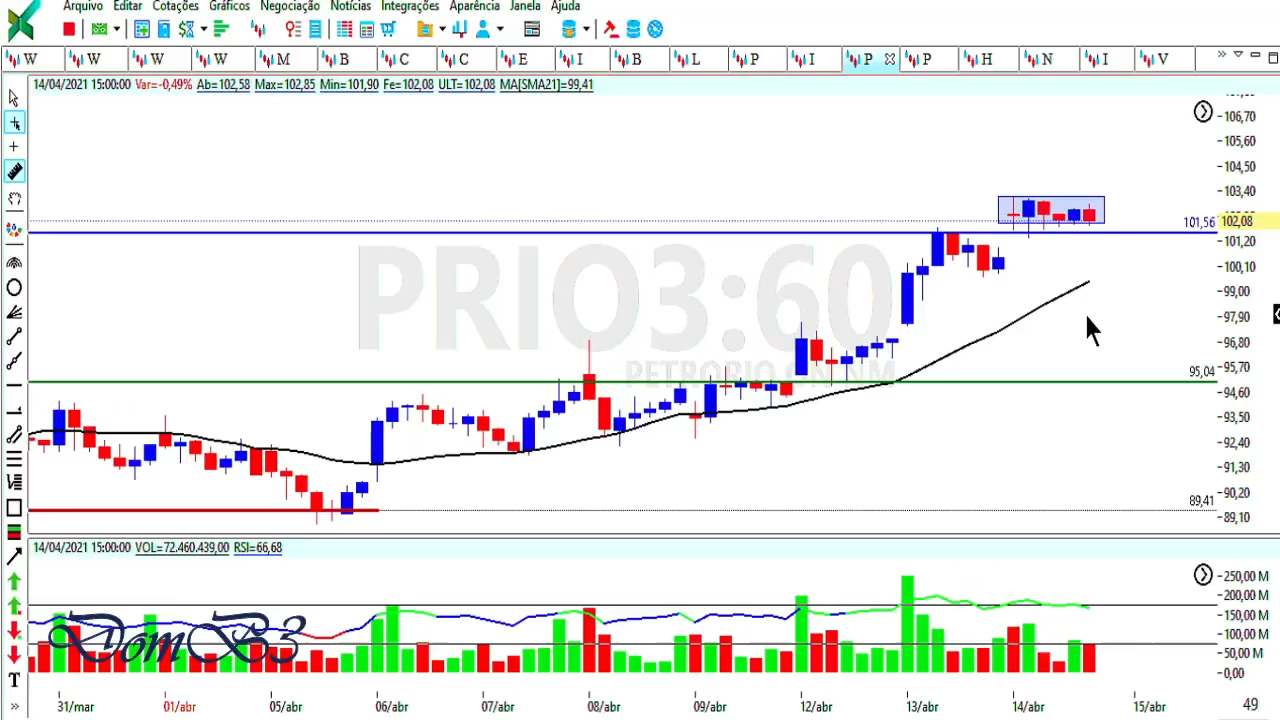 Arquivo Editar Cotações Gráficos Negociação Notícias Integrações Aparência Janela Ajuda
W W W W M B C C E I B L P I P P H N I V
14/04/2021 15:00:00 Var=-0,49% Ab=102,58 Max=102,85 Min=101,90 Fe=102,08 ULT=102,08 MA[SMA21]=99,41
106,70
105,60
104,50
103,40
101,56 102,08
101,20
100,10
99,00
97,90
96,80
95,70
95,04
94,60
93,50
92,40
91,30
90,20
89,41
89,10
PRIO3:60
PETRORIO ON NM
14/04/2021 15:00:00 VOL=72.460.439,00 RSI=66,68
250,00 M
200,00 M
150,00 M
100,00 M
50,00 M
0,00
DomB3
T
31/mar 01/abr 05/abr 06/abr 07/abr 08/abr 09/abr 12/abr 13/abr 14/abr 15/abr 49